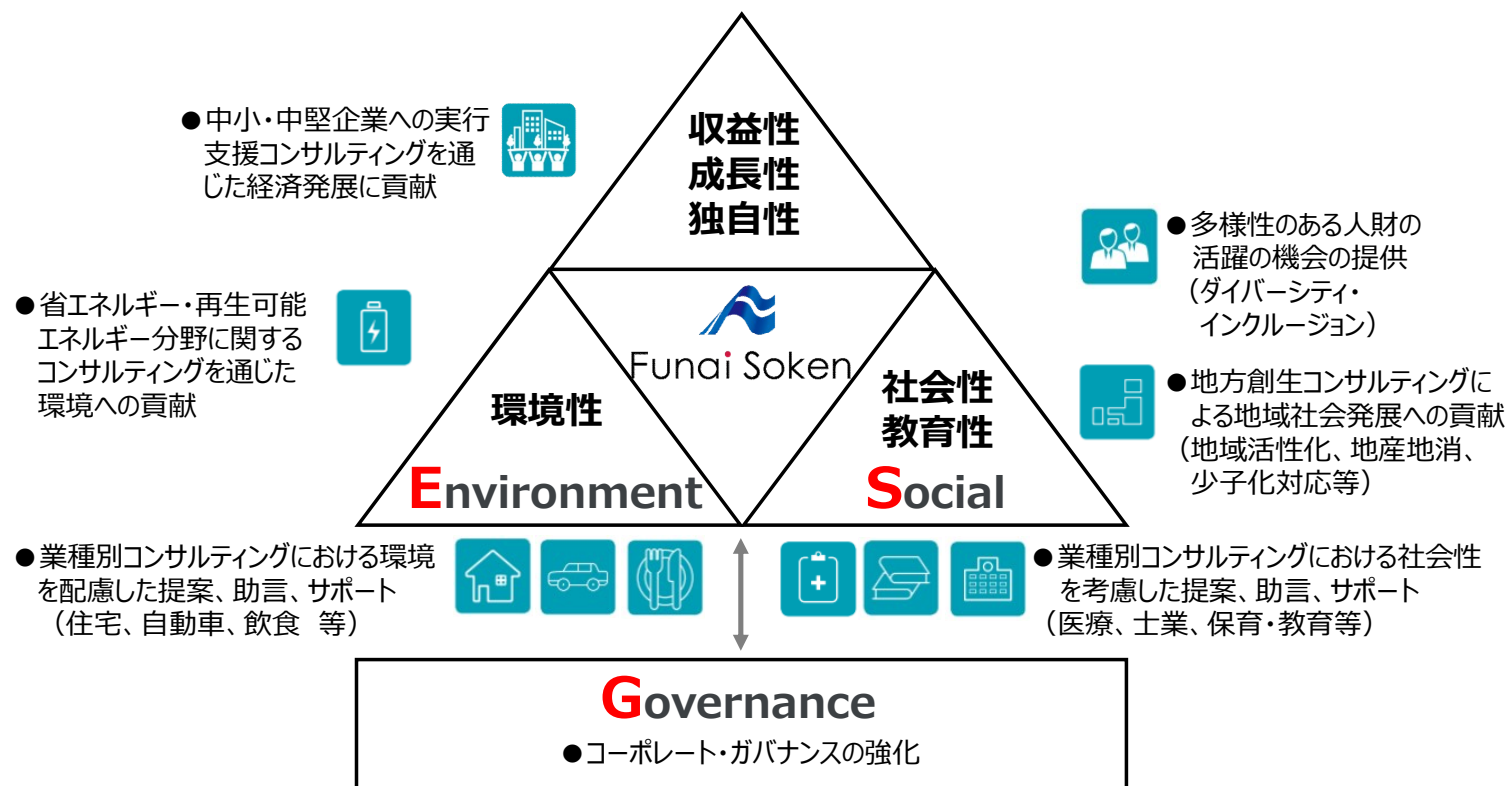 収益性
成長性
独自性
●中小・中堅企業への実行
支援コンサルティングを通
じた経済発展に貢献
●多様性のある人財の
活躍の機会の提供
（ダイバーシティ・
インクルージョン）
●省エネルギー・再生可能
エネルギー分野に関する
コンサルティングを通じた
環境への貢献
Funai Soken
環境性
Environment
社会性
教育性
Social
●地方創生コンサルティングに
よる地域社会発展への貢献
（地域活性化、地産地消、
少子化対応等）
●業種別コンサルティングにおける環境
を配慮した提案、助言、サポート
（住宅、自動車、飲食　等）
●業種別コンサルティングにおける社会性
を考慮した提案、助言、サポート
（医療、士業、保育・教育等）
Governance
●コーポレート・ガバナンスの強化